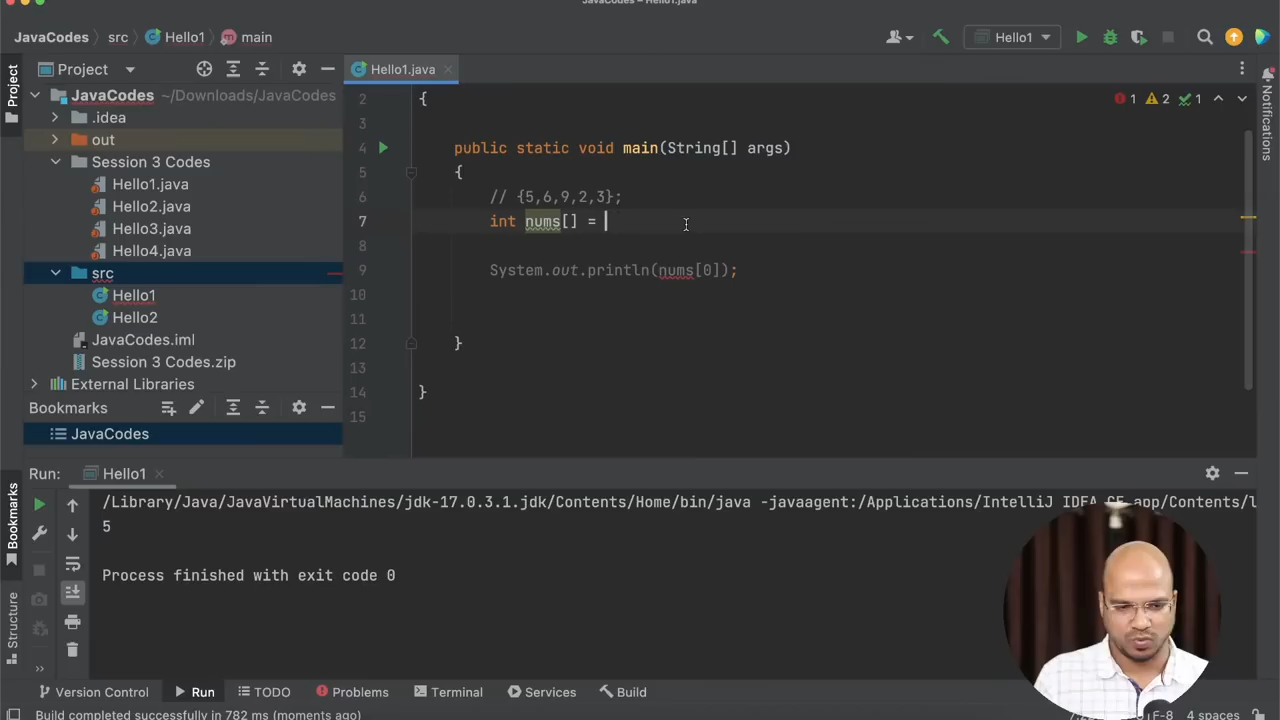 JavaCodes – Hello1.java
JavaCodes src Hello1 main Hello1
Project Hello1.java
Project
JavaCodes ~/Downloads/JavaCodes
.idea
out
Session 3 Codes
Hello1.java
Hello2.java
Hello3.java
Hello4.java
src
Hello1
Hello2
JavaCodes.iml
Session 3 Codes.zip
External Libraries
Bookmarks
JavaCodes
2 {
3
4 public static void main(String[] args)
5 {
6 // {5,6,9,2,3};
7 int nums[] =
8
9 System.out.println(nums[0]);
10
11
12 }
13
14 }
15
1 2 1
Notifications
Run: Hello1
/Library/Java/JavaVirtualMachines/jdk-17.0.3.1.jdk/Contents/Home/bin/java -javaagent:/Applications/IntelliJ IDEA CE.app/Contents/l
5
Process finished with exit code 0
Bookmarks
Structure
Version Control Run TODO Problems Terminal Services Build
Build completed successfully in 782 ms (moments ago)
4 spaces